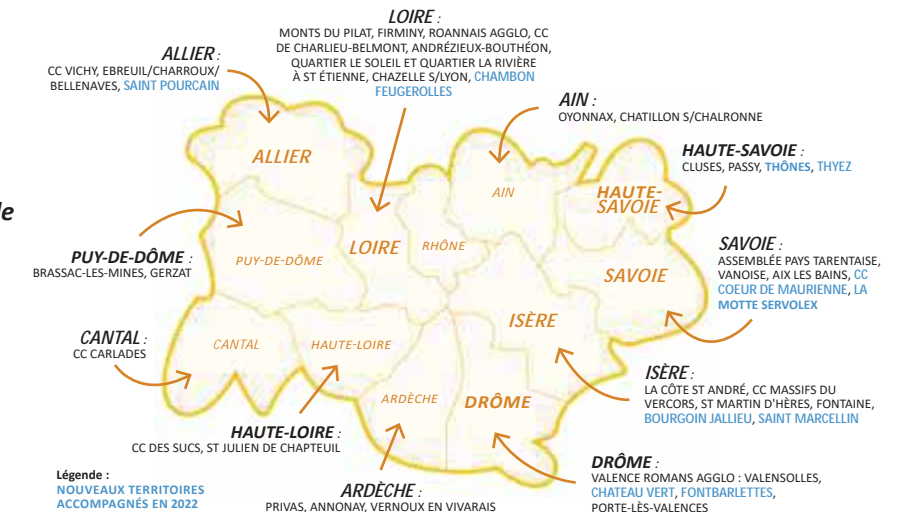 LOIRE :
MONTS DU PILAT, FIRMINY, ROANNAIS AGGLO, CC
DE CHARLIEU-BELMONT, ANDRÉZIEUX-BOUTHÉON,
QUARTIER LE SOLEIL ET QUARTIER LA RIVIÈRE
À ST ÉTIENNE, CHAZELLE S/LYON, CHAMBON
FEUGEROLLES
ALLIER :
CC VICHY, EBREUIL/CHARROUX/
BELLENAVES, SAINT POURCAIN
AIN :
OYONNAX, CHATILLON S/CHALRONNE
HAUTE-SAVOIE :
CLUSES, PASSY, THÔNES, THYEZ
le
PUY-DE-DÔME :
BRASSAC-LES-MINES, GERZAT
SAVOIE :
ASSEMBLÉE PAYS TARENTAISE,
VANOISE, AIX LES BAINS, CC
COEUR DE MAURIENNE, LA
MOTTE SERVOLEX
CANTAL :
CC CARLADES
ISÈRE :
LA CÔTE ST ANDRÉ, CC MASSIFS DU
VERCORS, ST MARTIN D'HÈRES, FONTAINE,
BOURGOIN JALLIEU, SAINT MARCELLIN
HAUTE-LOIRE :
CC DES SUCS, ST JULIEN DE CHAPTEUIL
DRÔME :
VALENCE ROMANS AGGLO : VALENSOLLES,
CHATEAU VERT, FONTBARLETTES,
PORTE-LÈS-VALENCES
ARDÈCHE :
PRIVAS, ANNONAY, VERNOUX EN VIVARAIS
ALLIER
AIN
HAUTE-
SAVOIE
PUY-DE-DÔME
LOIRE
RHÔNE
SAVOIE
ISÈRE
CANTAL
HAUTE-LOIRE
ARDÈCHE
DRÔME
Légende :
NOUVEAUX TERRITOIRES
ACCOMPAGNÉS EN 2022